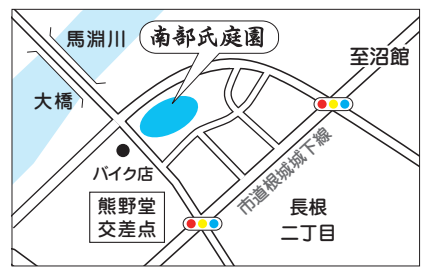 馬淵川
南部氏庭園
至沼館
大橋
バイク店
市道根城城下線
熊野堂
交差点
長根
二丁目